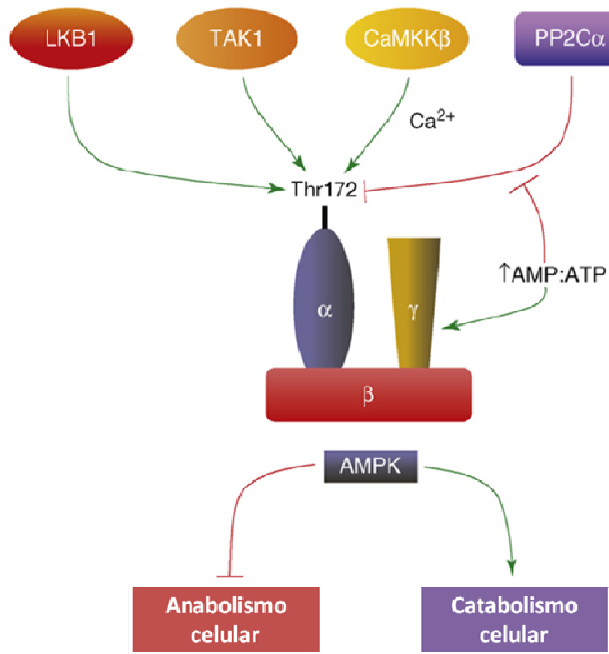 LKB1
TAK1
CaMKKβ
PP2Cα
Ca²⁺
Thr172
↑AMP:ATP
α
γ
β
AMPK
Anabolismo
celular
Catabolismo
celular